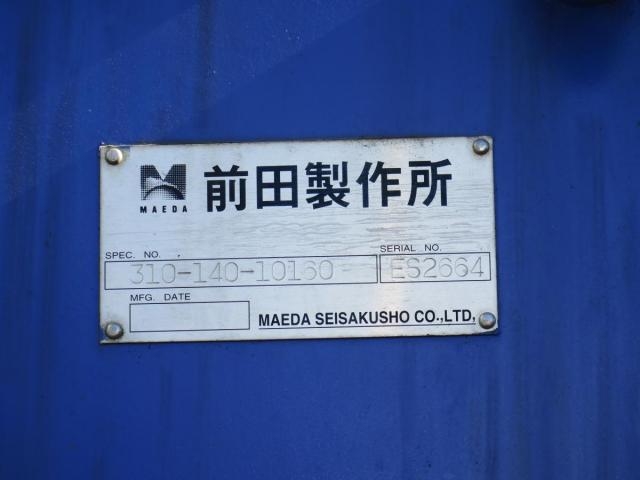 MAEDA
前田製作所
SPEC. NO.
SERIAL NO.
310-140-10160
ES2664
MFG. DATE
MAEDA SEISAKUSHO CO.,LTD,